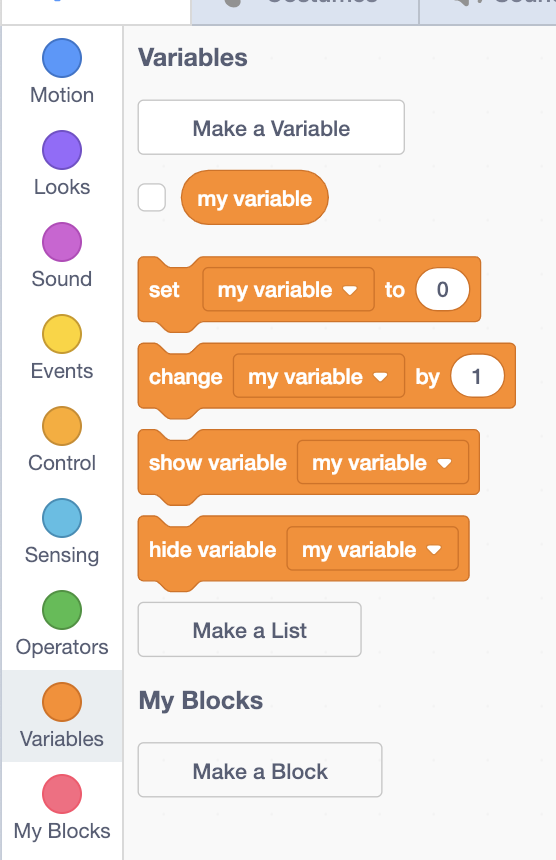 Costumes
Motion
Looks
Sound
Events
Control
Sensing
Operators
Variables
My Blocks
Variables
Make a Variable
my variable
set my variable to 0
change my variable by 1
show variable my variable
hide variable my variable
Make a List
My Blocks
Make a Block